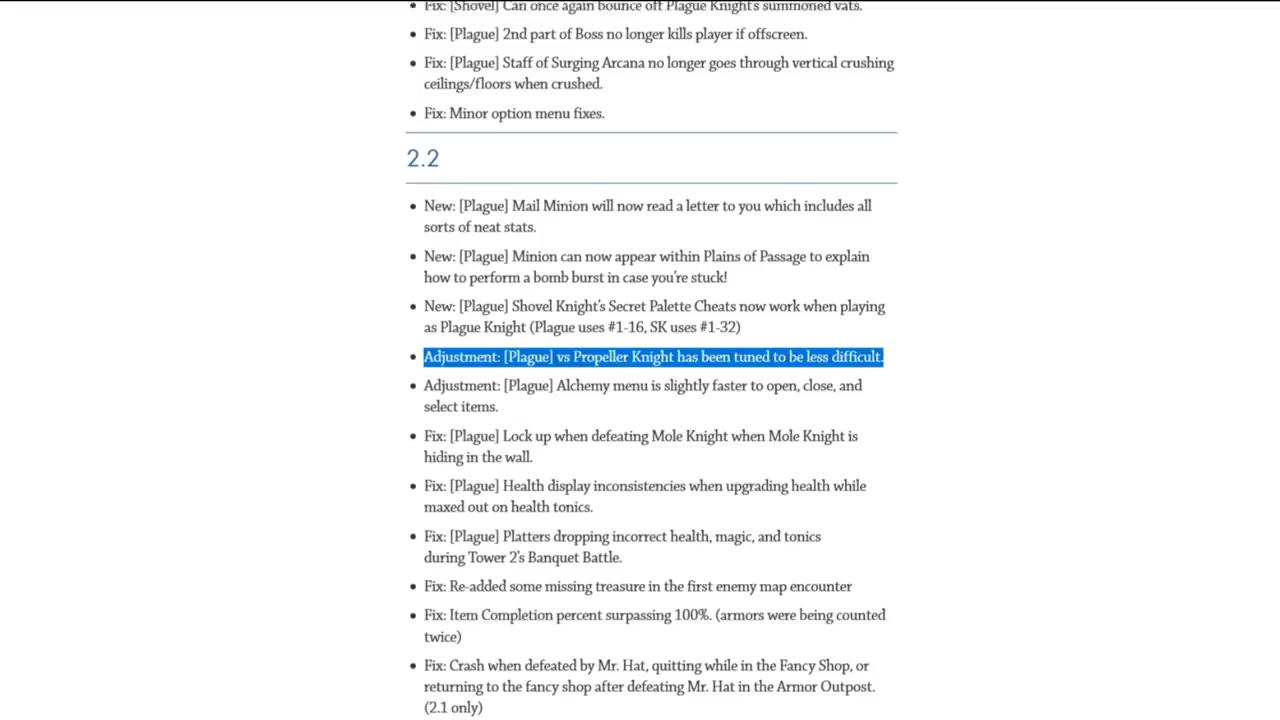 Fix: [Shovel] Can once again bounce off Plague Knight's summoned vats.
Fix: [Plague] 2nd part of Boss no longer kills player if offscreen.
Fix: [Plague] Staff of Surging Arcana no longer goes through vertical crushing
ceilings/floors when crushed.
Fix: Minor option menu fixes.
2.2
New: [Plague] Mail Minion will now read a letter to you which includes all
sorts of neat stats.
New: [Plague] Minion can now appear within Plains of Passage to explain
how to perform a bomb burst in case you're stuck!
New: [Plague] Shovel Knight's Secret Palette Cheats now work when playing
as Plague Knight (Plague uses #1-16, SK uses #1-32)
Adjustment: [Plague] vs Propeller Knight has been tuned to be less difficult.
Adjustment: [Plague] Alchemy menu is slightly faster to open, close, and
select items.
Fix: [Plague] Lock up when defeating Mole Knight when Mole Knight is
hiding in the wall.
Fix: [Plague] Health display inconsistencies when upgrading health while
maxed out on health tonics.
Fix: [Plague] Platters dropping incorrect health, magic, and tonics
during Tower 2's Banquet Battle.
Fix: Re-added some missing treasure in the first enemy map encounter
Fix: Item Completion percent surpassing 100%. (armors were being counted
twice)
Fix: Crash when defeated by Mr. Hat, quitting while in the Fancy Shop, or
returning to the fancy shop after defeating Mr. Hat in the Armor Outpost.
(2.1 only)